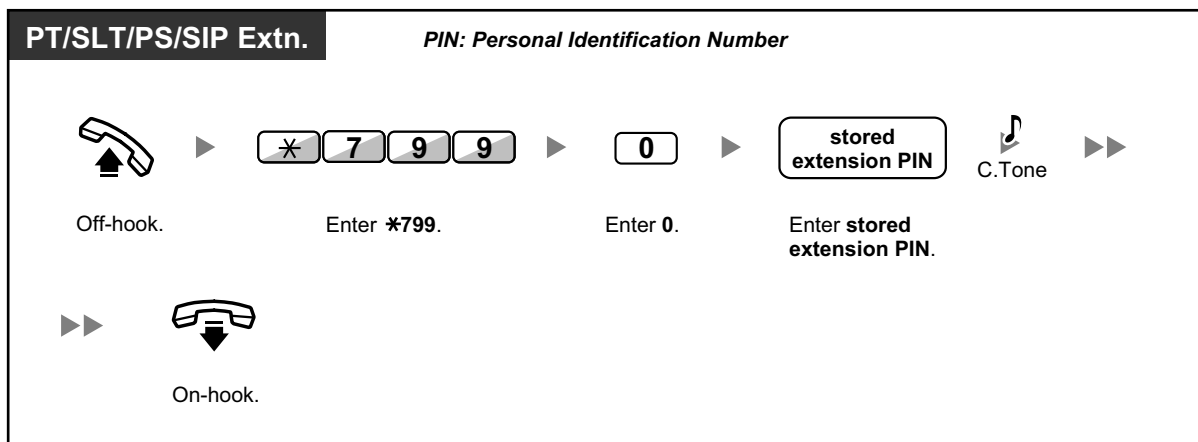 PT/SLT/PS/SIP Extn. PIN: Personal Identification Number
* 7 9 9 0 stored extension PIN C.Tone
Off-hook. Enter *799. Enter 0. Enter stored extension PIN.
On-hook.